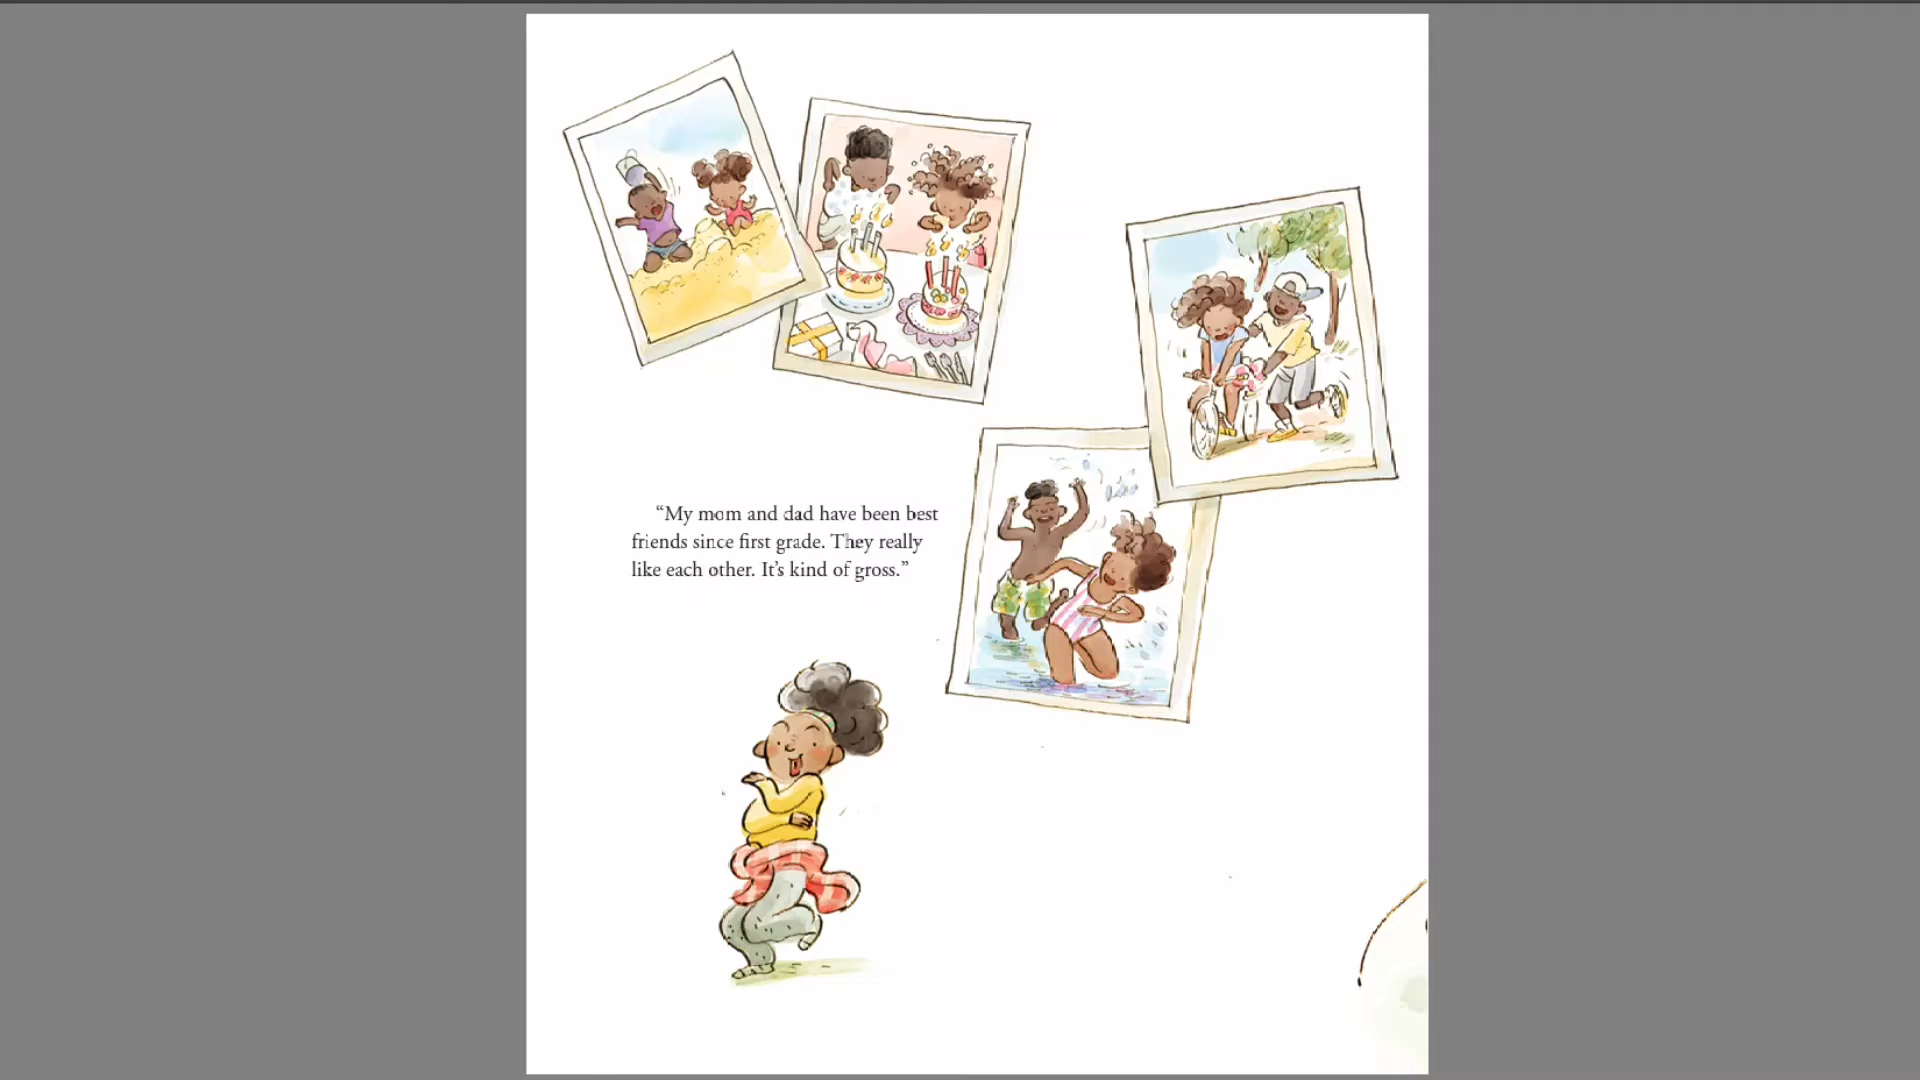 “My mom and dad have been best
friends since first grade. They really
like each other. It’s kind of gross.”